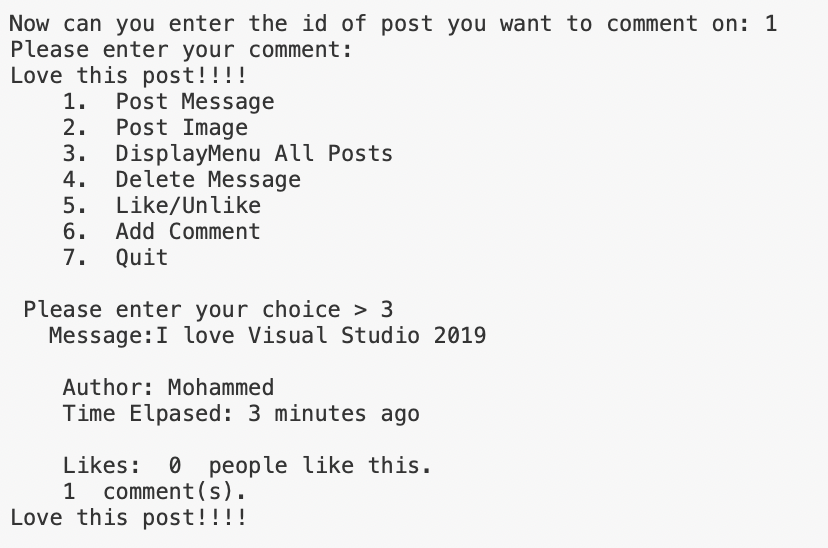 Now can you enter the id of post you want to comment on: 1
Please enter your comment:
Love this post!!!!
1.  Post Message
2.  Post Image
3.  DisplayMenu All Posts
4.  Delete Message
5.  Like/Unlike
6.  Add Comment
7.  Quit
Please enter your choice > 3
Message:I love Visual Studio 2019
Author: Mohammed
Time Elpased: 3 minutes ago
Likes:  0  people like this.
1  comment(s).
Love this post!!!!